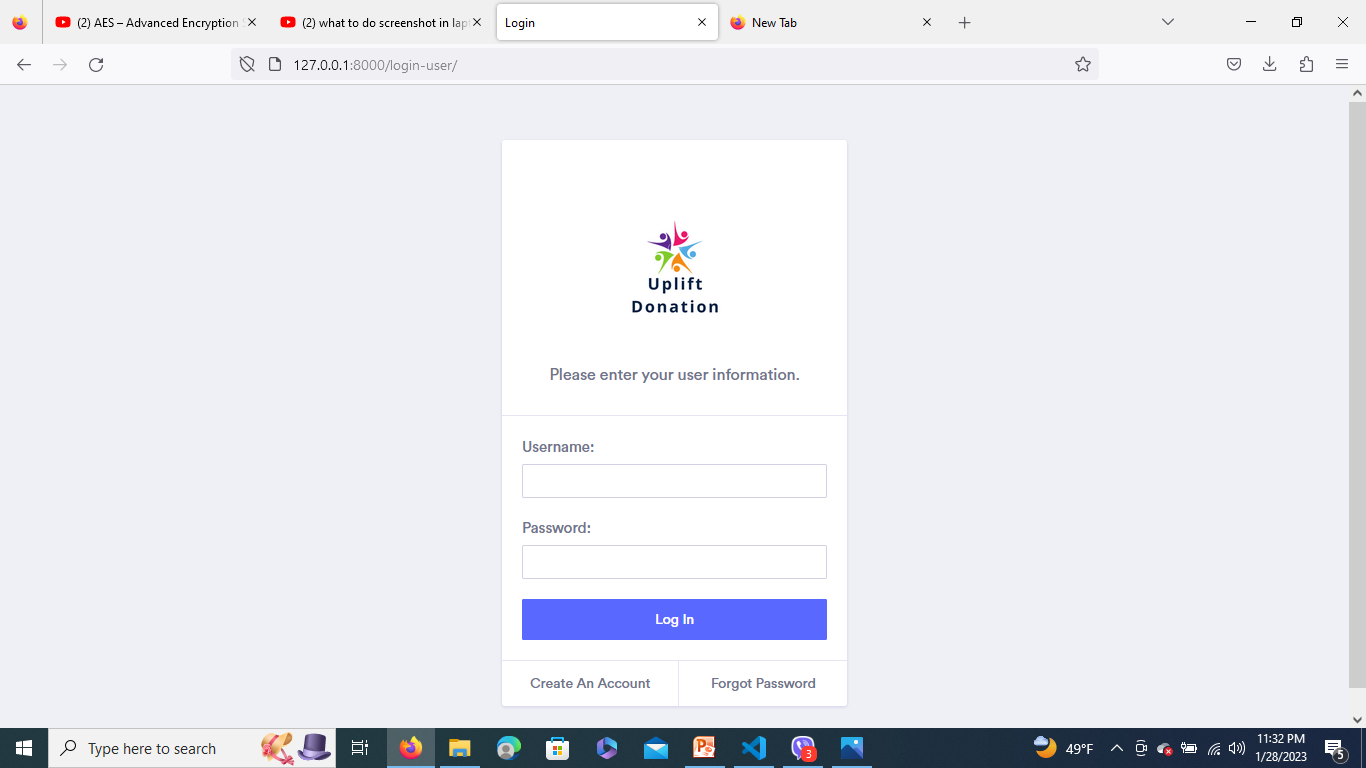 (2) AES – Advanced Encryption S
(2) what to do screenshot in lap
Login
New Tab
127.0.0.1:8000/login-user/
Uplift
Donation
Please enter your user information.
Username:
Password:
Log In
Create An Account
Forgot Password
Type here to search
3
49°F
11:32 PM
1/28/2023
5